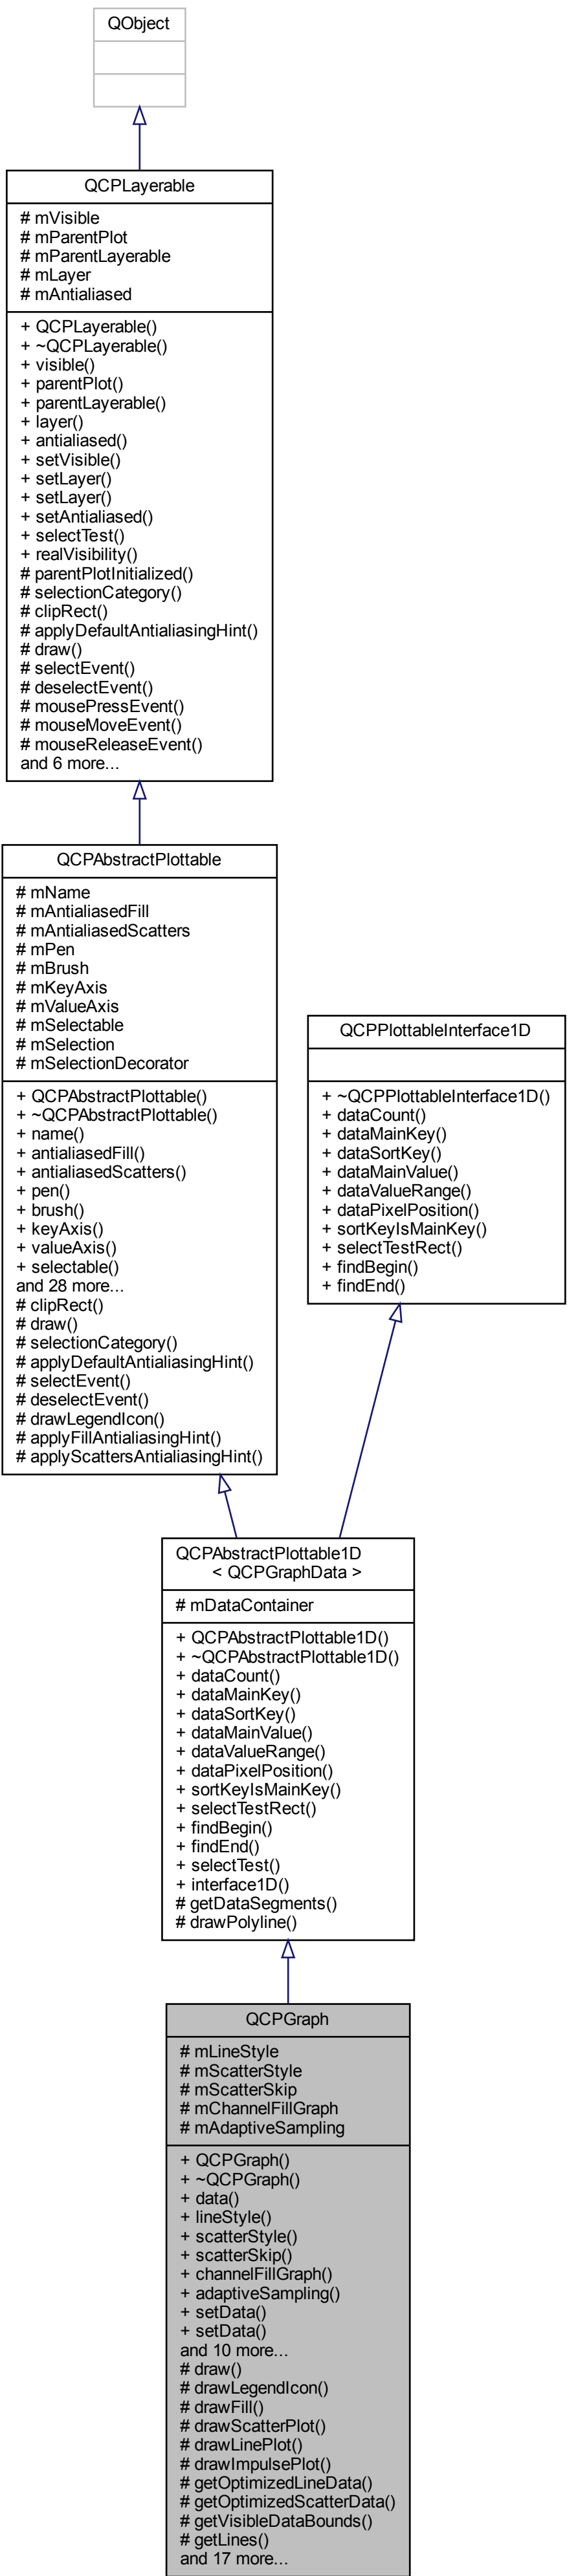 QObject
QCPLayerable
# mVisible
# mParentPlot
# mParentLayerable
# mLayer
# mAntialiased
+ QCPLayerable()
+ ~QCPLayerable()
+ visible()
+ parentPlot()
+ parentLayerable()
+ layer()
+ antialiased()
+ setVisible()
+ setLayer()
+ setLayer()
+ setAntialiased()
+ selectTest()
+ realVisibility()
# parentPlotInitialized()
# selectionCategory()
# clipRect()
# applyDefaultAntialiasingHint()
# draw()
# selectEvent()
# deselectEvent()
# mousePressEvent()
# mouseMoveEvent()
# mouseReleaseEvent()
and 6 more...
QCPAbstractPlottable
# mName
# mAntialiasedFill
# mAntialiasedScatters
# mPen
# mBrush
# mKeyAxis
# mValueAxis
# mSelectable
# mSelection
# mSelectionDecorator
+ QCPAbstractPlottable()
+ ~QCPAbstractPlottable()
+ name()
+ antialiasedFill()
+ antialiasedScatters()
+ pen()
+ brush()
+ keyAxis()
+ valueAxis()
+ selectable()
and 28 more...
# clipRect()
# draw()
# selectionCategory()
# applyDefaultAntialiasingHint()
# selectEvent()
# deselectEvent()
# drawLegendIcon()
# applyFillAntialiasingHint()
# applyScattersAntialiasingHint()
QCPPlottableInterface1D
+ ~QCPPlottableInterface1D()
+ dataCount()
+ dataMainKey()
+ dataSortKey()
+ dataMainValue()
+ dataValueRange()
+ dataPixelPosition()
+ sortKeyIsMainKey()
+ selectTestRect()
+ findBegin()
+ findEnd()
QCPAbstractPlottable1D
< QCPGraphData >
# mDataContainer
+ QCPAbstractPlottable1D()
+ ~QCPAbstractPlottable1D()
+ dataCount()
+ dataMainKey()
+ dataSortKey()
+ dataMainValue()
+ dataValueRange()
+ dataPixelPosition()
+ sortKeyIsMainKey()
+ selectTestRect()
+ findBegin()
+ findEnd()
+ selectTest()
+ interface1D()
# getDataSegments()
# drawPolyline()
QCPGraph
# mLineStyle
# mScatterStyle
# mScatterSkip
# mChannelFillGraph
# mAdaptiveSampling
+ QCPGraph()
+ ~QCPGraph()
+ data()
+ lineStyle()
+ scatterStyle()
+ scatterSkip()
+ channelFillGraph()
+ adaptiveSampling()
+ setData()
+ setData()
and 10 more...
# draw()
# drawLegendIcon()
# drawFill()
# drawScatterPlot()
# drawLinePlot()
# drawImpulsePlot()
# getOptimizedLineData()
# getOptimizedScatterData()
# getVisibleDataBounds()
# getLines()
and 17 more...